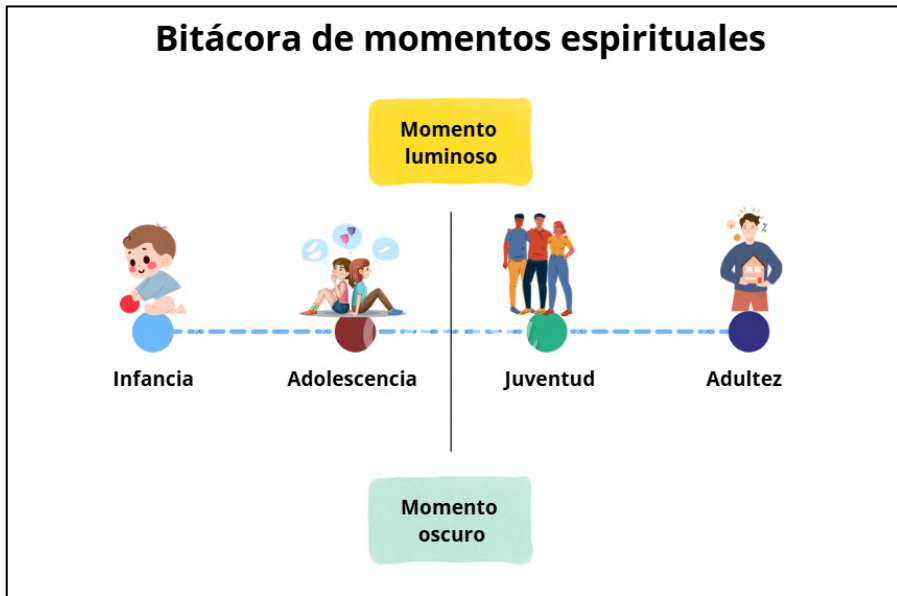 Bitácora de momentos espirituales
Momento
luminoso
Infancia
Adolescencia
Juventud
Adultez
Momento
oscuro